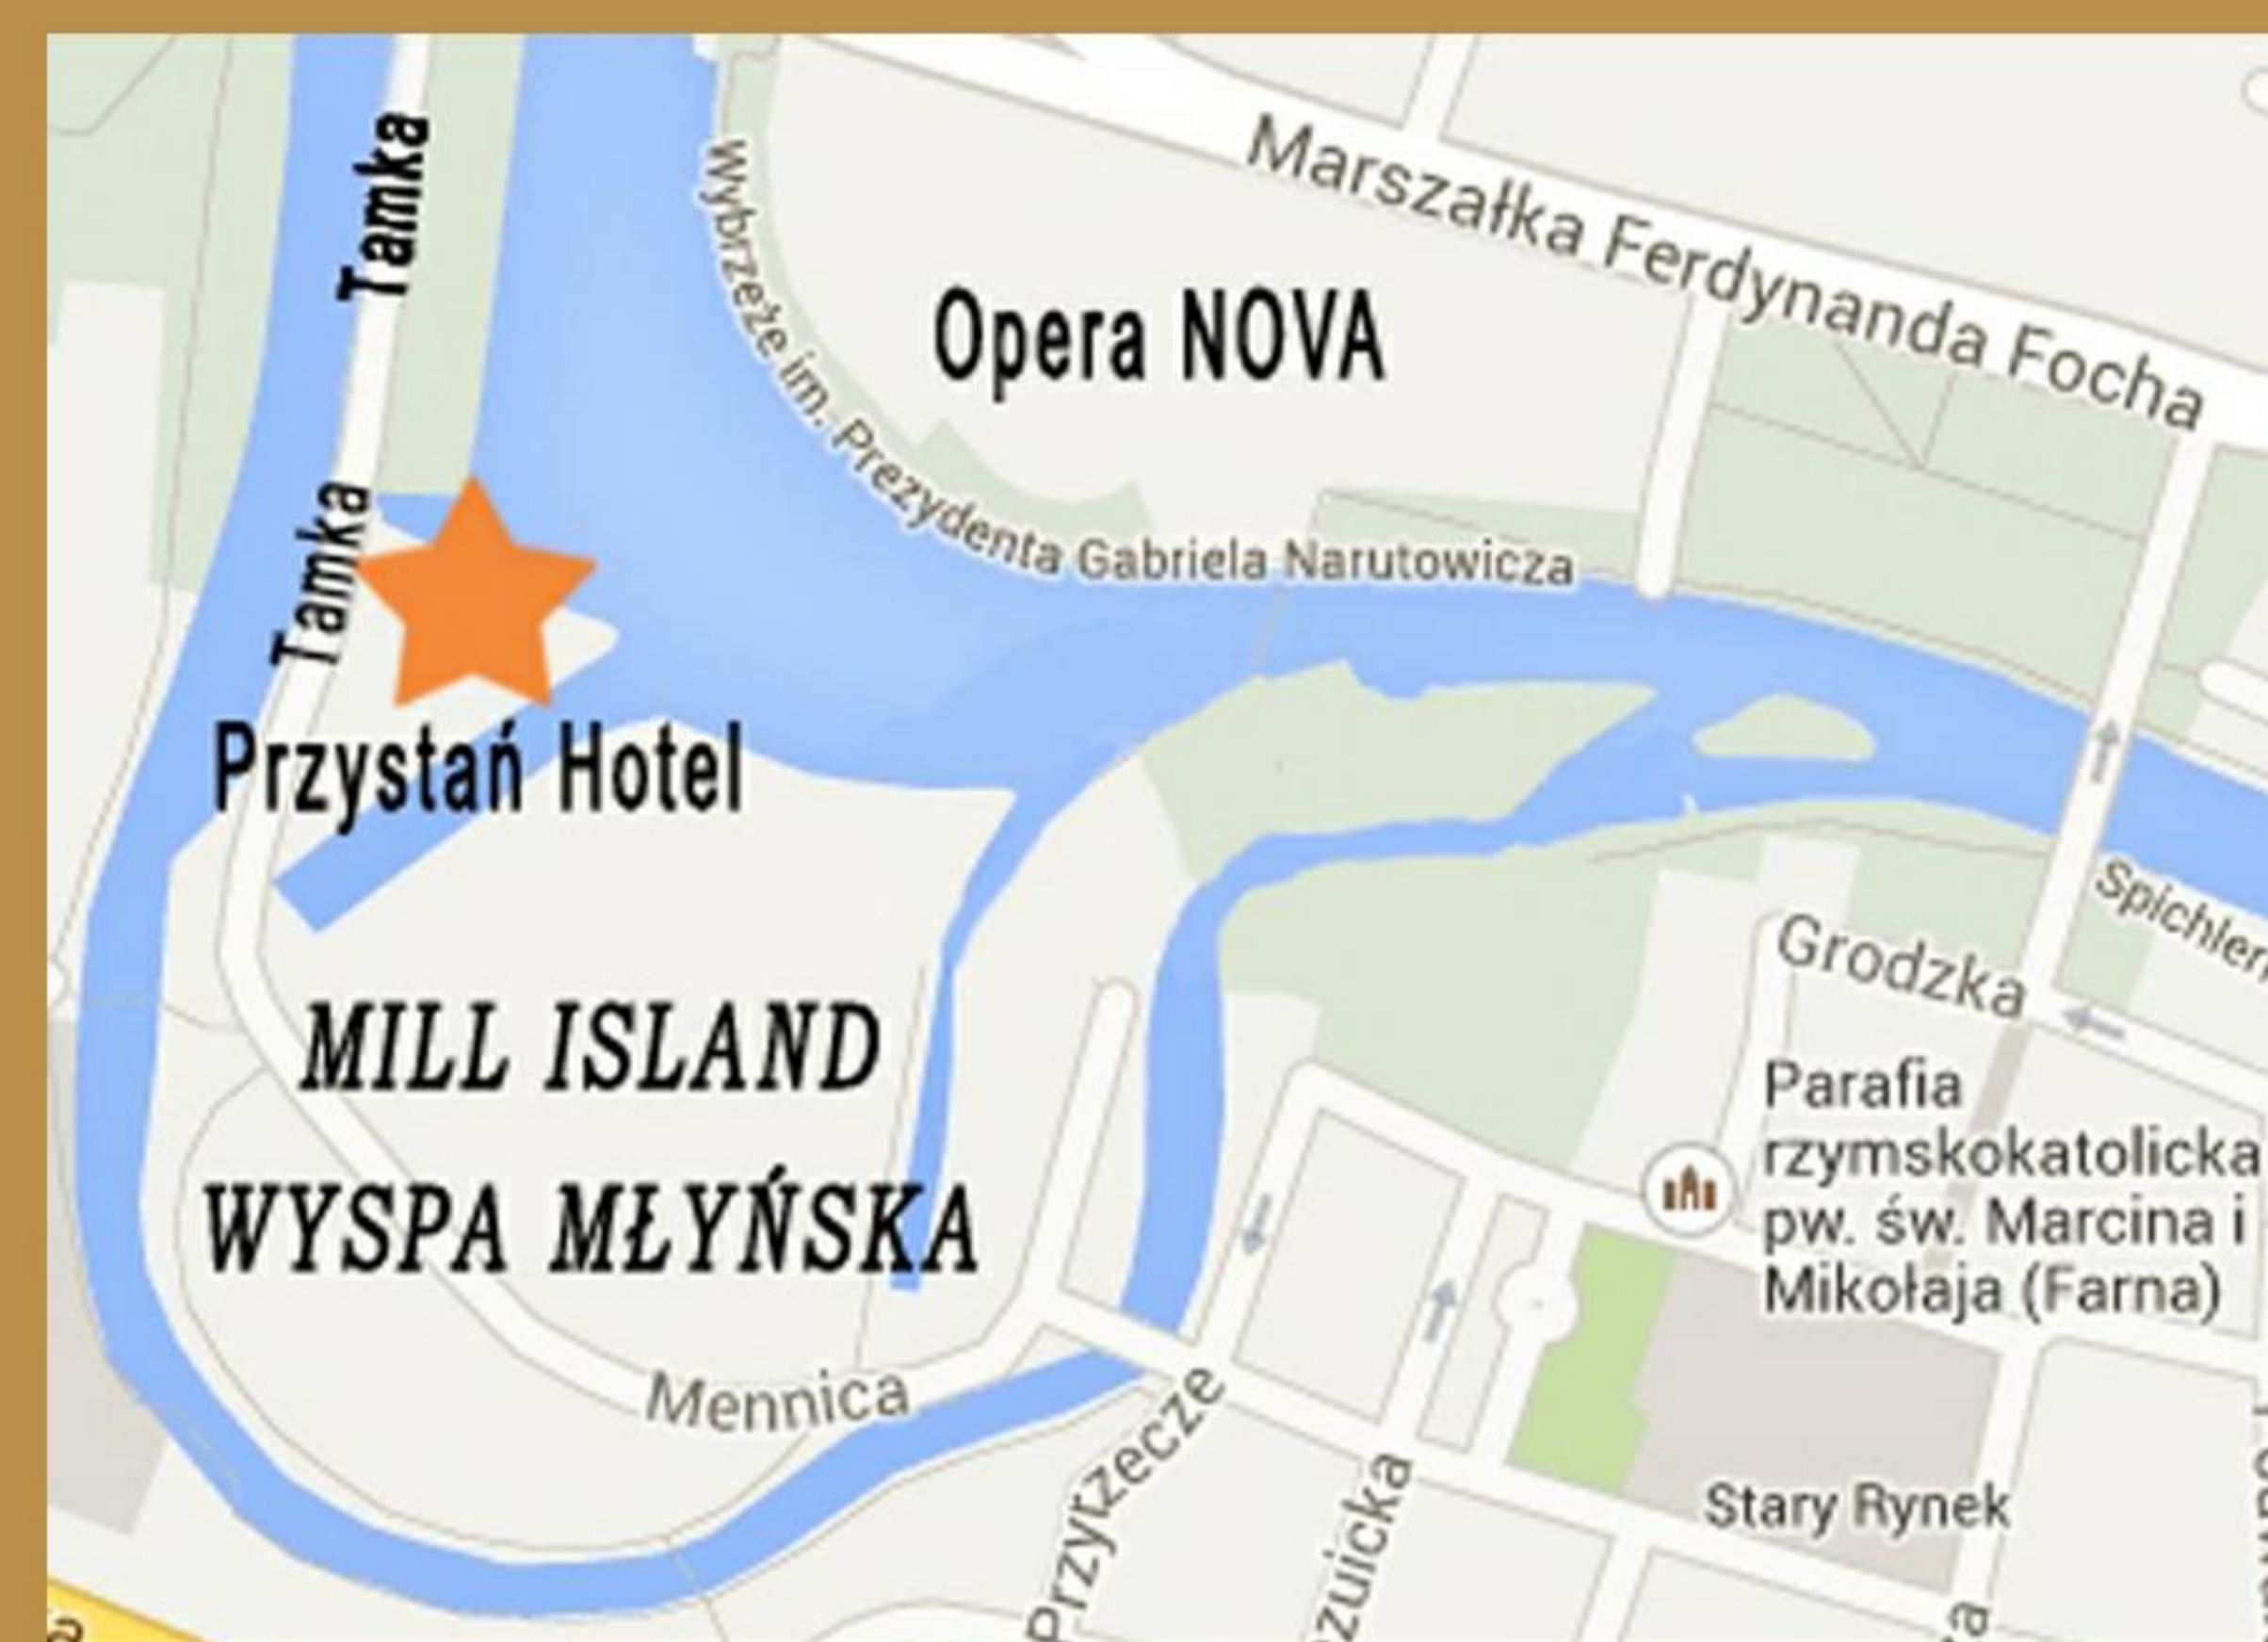 Tamka
Marszałka Ferdynanda Focha
Wybrzeże im. Prezydenta Gabriela Narutowicza
Opera NOVA
Tamka
Przystań Hotel
Grodzka
MILL ISLAND
WYSPA MŁYŃSKA
Parafia
rzymskokatolicka
pw. św. Marcina i
Mikołaja (Farna)
Mennica
Przyrzecze
Stary Rynek